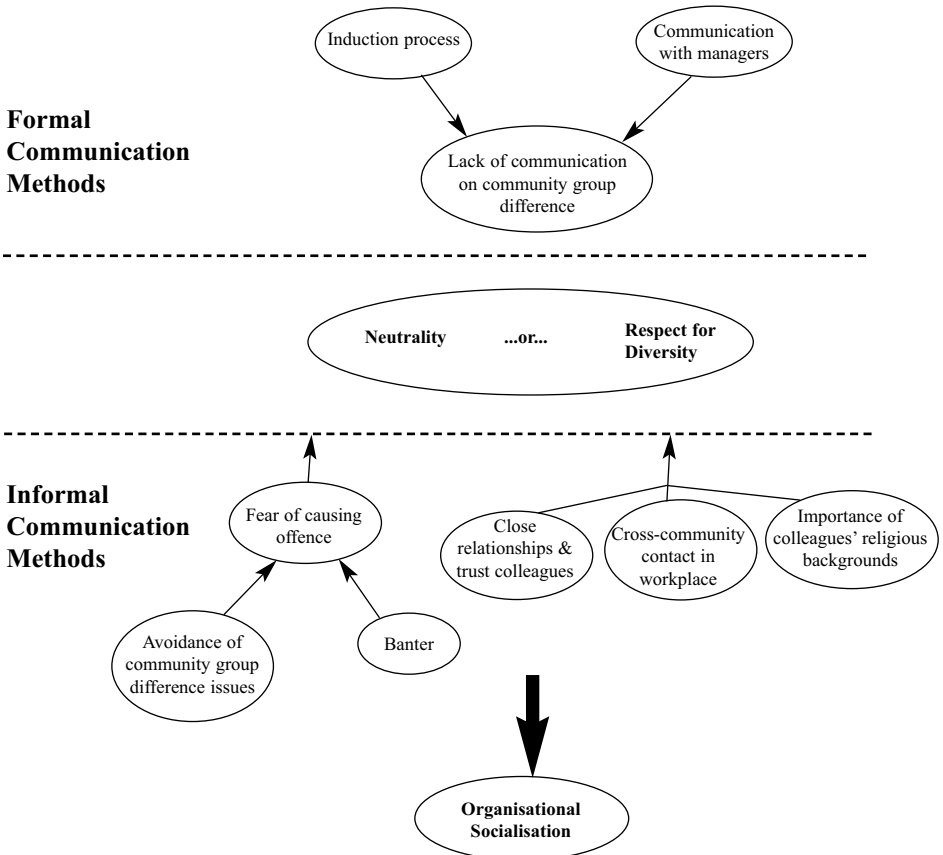 Induction process
Communication
with managers
Formal
Communication
Methods
Lack of communication
on community group
difference
Neutrality ...or... Respect for
Diversity
Informal
Communication
Methods
Fear of causing
offence
Close
relationships &
trust colleagues
Cross-community
contact in
workplace
Importance of
colleagues’ religious
backgrounds
Avoidance of
community group
difference issues
Banter
Organisational
Socialisation